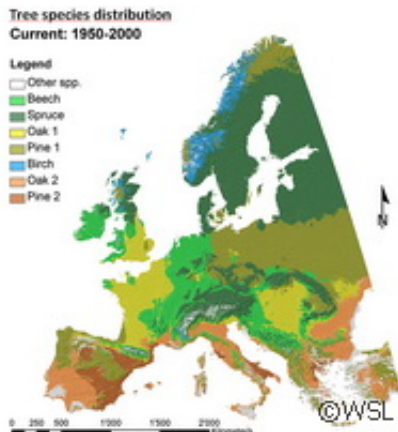 Tree species distribution
Current: 1950-2000
Legend
Other spp.
Beech
Spruce
Oak 1
Pine 1
Birch
Oak 2
Pine 2
N
0 250 500 1'000 1'500 2'000
Kilometers
©WSL